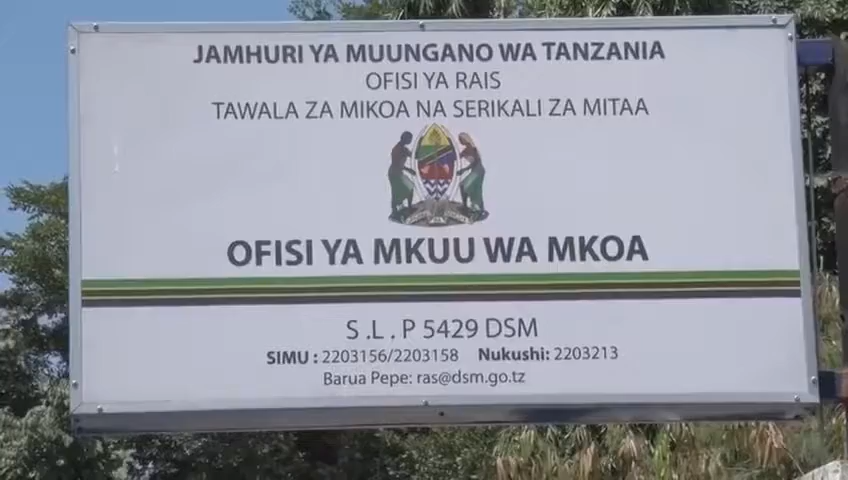 JAMHURI YA MUUNGANO WA TANZANIA
OFISI YA RAIS
TAWALA ZA MIKOA NA SERIKALI ZA MITAA
OFISI YA MKUU WA MKOA
S .L . P 5429 DSM
SIMU : 2203156/2203158 Nukushi: 2203213
Barua Pepe: ras@dsm.go.tz